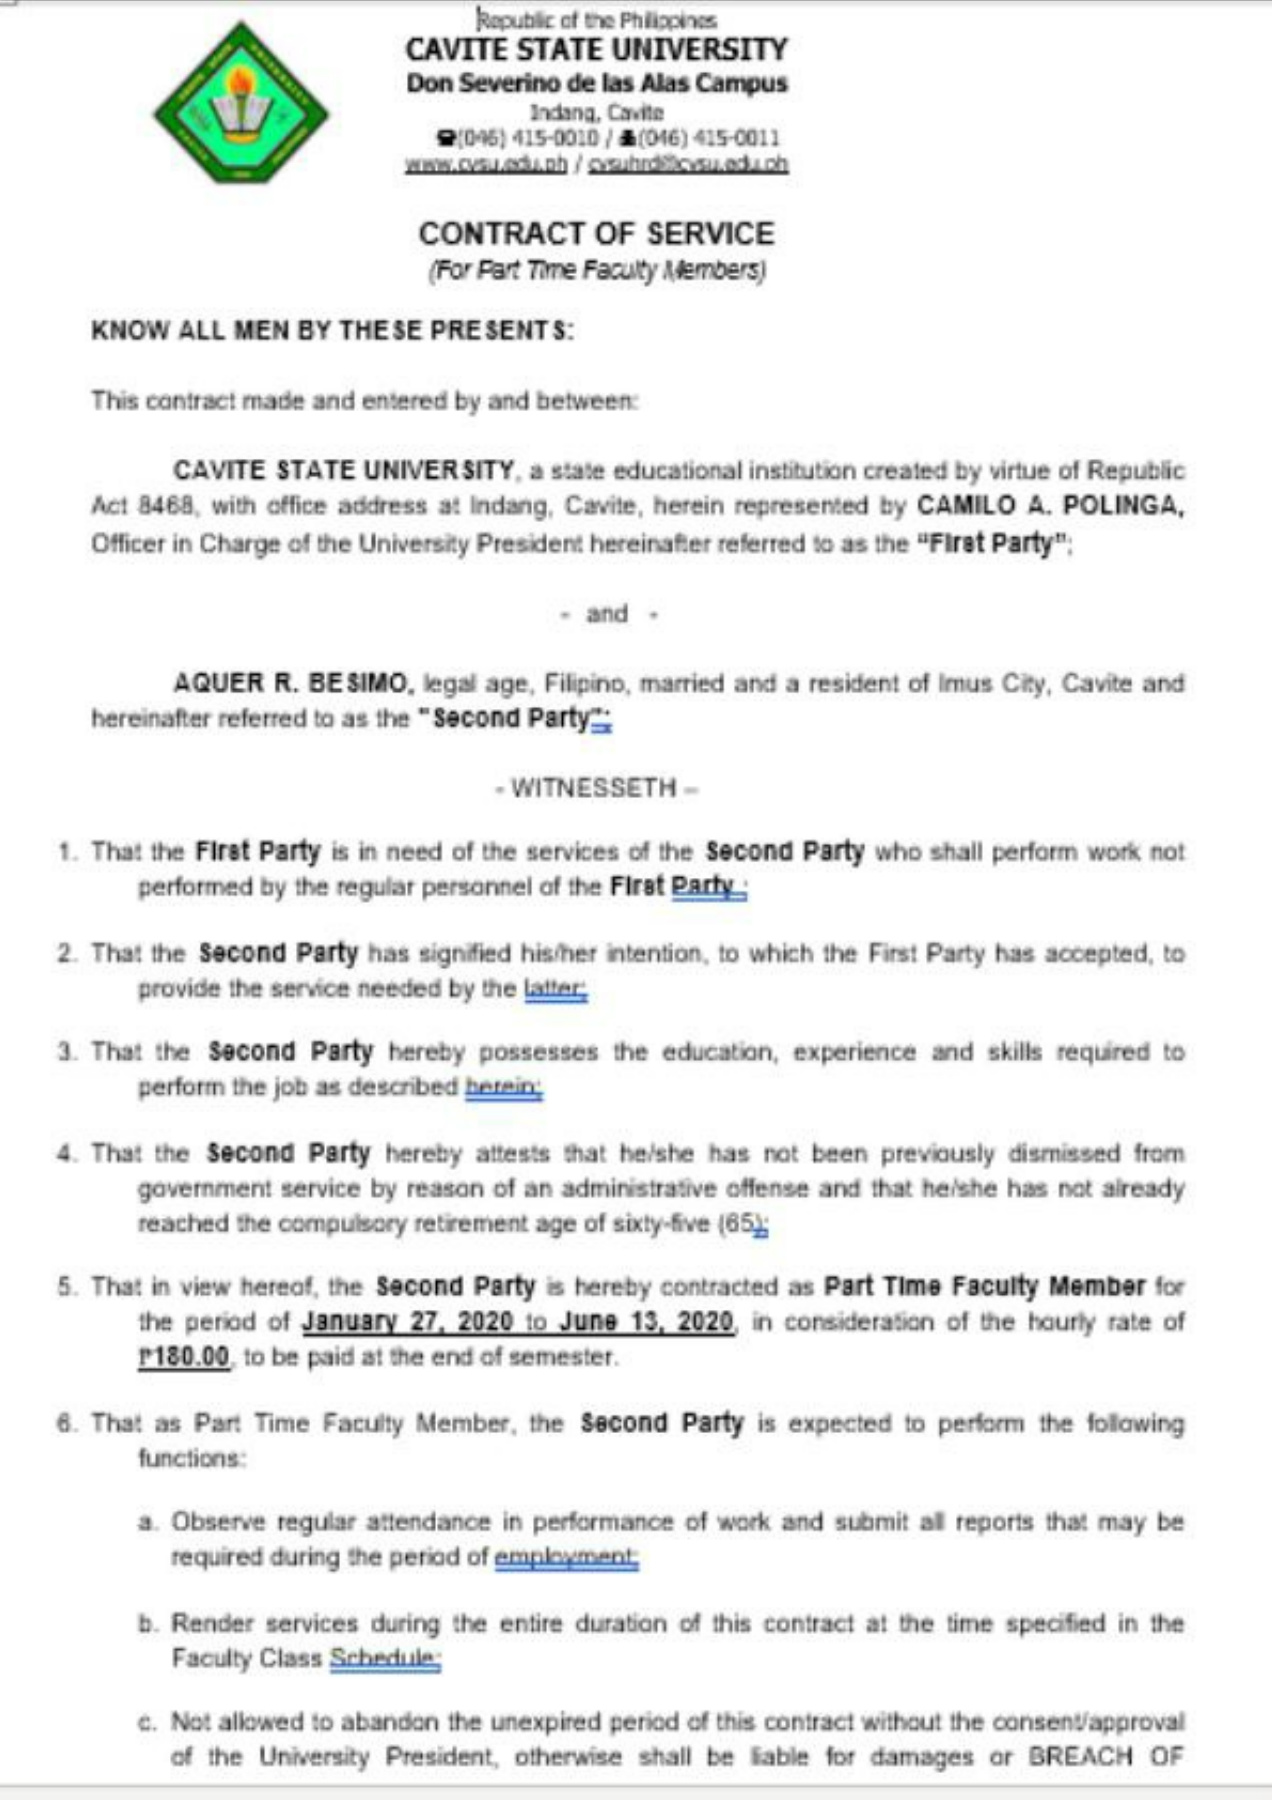 Republic of the Philippines
CAVITE STATE UNIVERSITY
Don Severino de las Alas Campus
Indang, Cavite
☎(046) 415-0010 / (046) 415-0011
www.cvsu.edu.ph / cvsuhrd@cvsu.edu.ph
CONTRACT OF SERVICE
(For Part Time Faculty Members)
KNOW ALL MEN BY THESE PRESENTS:
This contract made and entered by and between:
CAVITE STATE UNIVERSITY, a state educational institution created by virtue of Republic
Act 8468, with office address at Indang, Cavite, herein represented by CAMILO A. POLINGA,
Officer in Charge of the University President hereinafter referred to as the "First Party";
- and -
AQUER R. BESIMO, legal age, Filipino, married and a resident of Imus City, Cavite and
hereinafter referred to as the "Second Party";
- WITNESSETH –
1. That the First Party is in need of the services of the Second Party who shall perform work not
performed by the regular personnel of the First Party ;
2. That the Second Party has signified his/her intention, to which the First Party has accepted, to
provide the service needed by the latter;
3. That the Second Party hereby possesses the education, experience and skills required to
perform the job as described herein;
4. That the Second Party hereby attests that he/she has not been previously dismissed from
government service by reason of an administrative offense and that he/she has not already
reached the compulsory retirement age of sixty-five (65);
5. That in view hereof, the Second Party is hereby contracted as Part Time Faculty Member for
the period of January 27, 2020 to June 13, 2020, in consideration of the hourly rate of
₱180.00, to be paid at the end of semester.
6. That as Part Time Faculty Member, the Second Party is expected to perform the following
functions:
a. Observe regular attendance in performance of work and submit all reports that may be
required during the period of employment;
b. Render services during the entire duration of this contract at the time specified in the
Faculty Class Schedule;
c. Not allowed to abandon the unexpired period of this contract without the consent/approval
of the University President, otherwise shall be liable for damages or BREACH OF